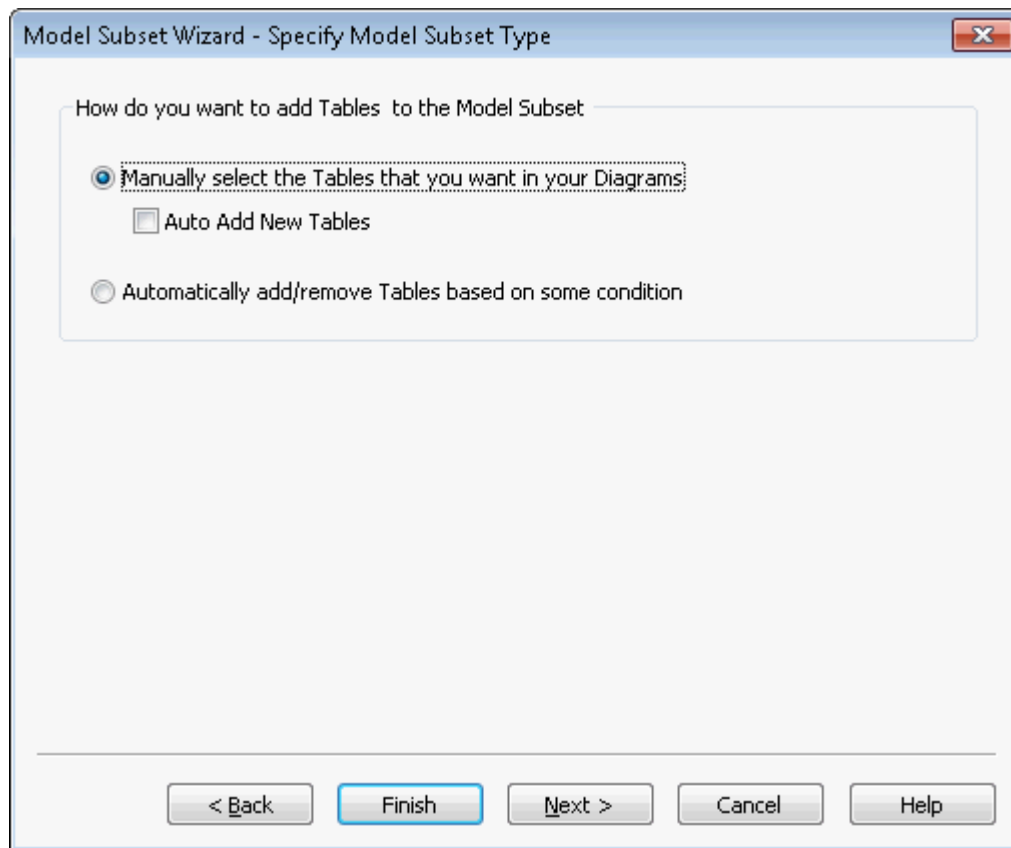 Model Subset Wizard - Specify Model Subset Type
How do you want to add Tables to the Model Subset
Manually select the Tables that you want in your Diagrams
Auto Add New Tables
Automatically add/remove Tables based on some condition
< Back Finish Next > Cancel Help